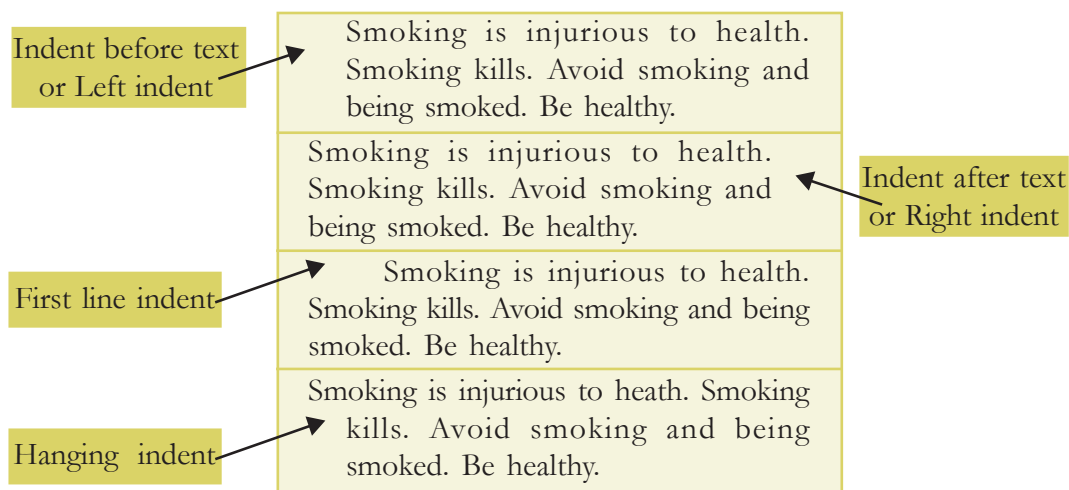 Indent before text
or Left indent
Smoking is injurious to health.
Smoking kills. Avoid smoking and
being smoked. Be healthy.
Smoking is injurious to health.
Smoking kills. Avoid smoking and
being smoked. Be healthy.
Indent after text
or Right indent
First line indent
Smoking is injurious to health.
Smoking kills. Avoid smoking and being
smoked. Be healthy.
Hanging indent
Smoking is injurious to heath. Smoking
kills. Avoid smoking and being
smoked. Be healthy.